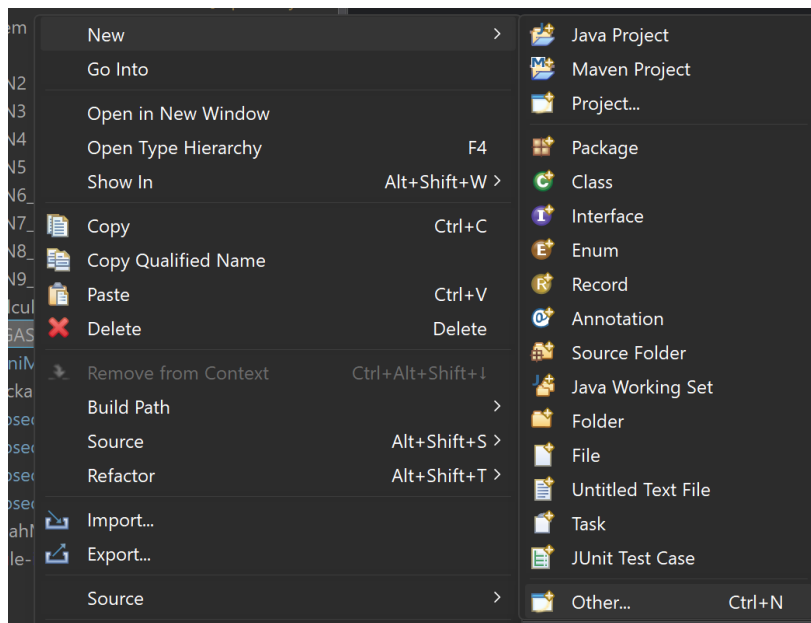 New
Go Into
Open in New Window
Open Type Hierarchy F4
Show In Alt+Shift+W
Copy Ctrl+C
Copy Qualified Name
Paste Ctrl+V
Delete Delete
Remove from Context Ctrl+Alt+Shift+↓
Build Path
Source Alt+Shift+S
Refactor Alt+Shift+T
Import...
Export...
Source
Java Project
Maven Project
Project...
Package
Class
Interface
Enum
Record
Annotation
Source Folder
Java Working Set
Folder
File
Untitled Text File
Task
JUnit Test Case
Other... Ctrl+N